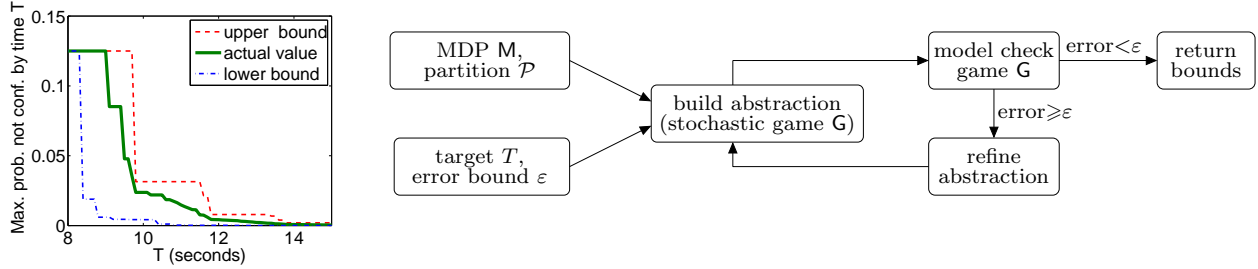 Max. prob. not conf. by time T
0.15
0.1
0.05
0
8
10
12
14
T (seconds)
upper bound
actual value
lower bound
MDP M,
partition 𝒫
target T,
error bound ε
build abstraction
(stochastic game G)
model check
game G
error<ε
return
bounds
error⩾ε
refine
abstraction